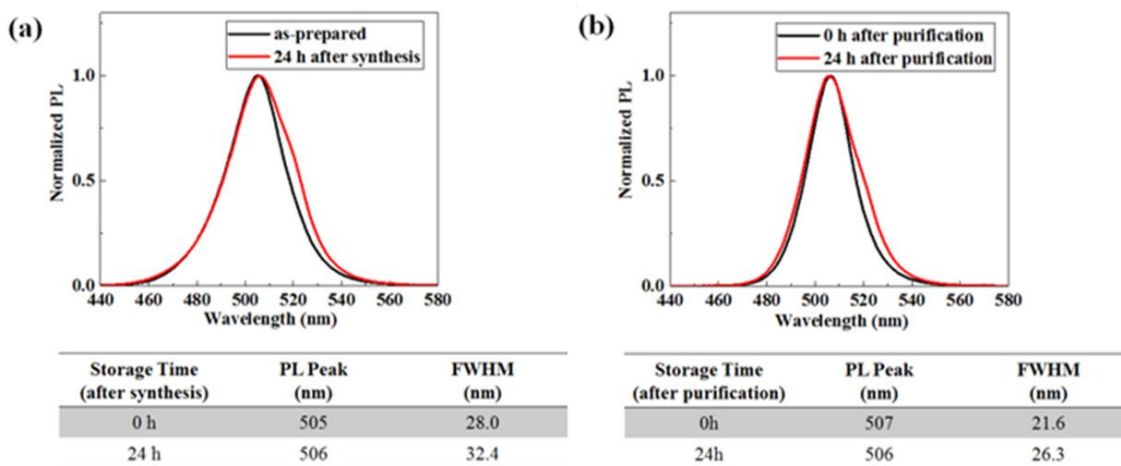 (a)
as-prepared
24 h after synthesis
Normalized PL
1.0
0.5
0.0
440 460 480 500 520 540 560 580
Wavelength (nm)
Storage Time PL Peak FWHM
(after synthesis) (nm) (nm)
0 h 505 28.0
24 h 506 32.4
(b)
0 h after purification
24 h after purification
Normalized PL
1.0
0.5
0.0
440 460 480 500 520 540 560 580
Wavelength (nm)
Storage Time PL Peak FWHM
(after purification) (nm) (nm)
0h 507 21.6
24h 506 26.3